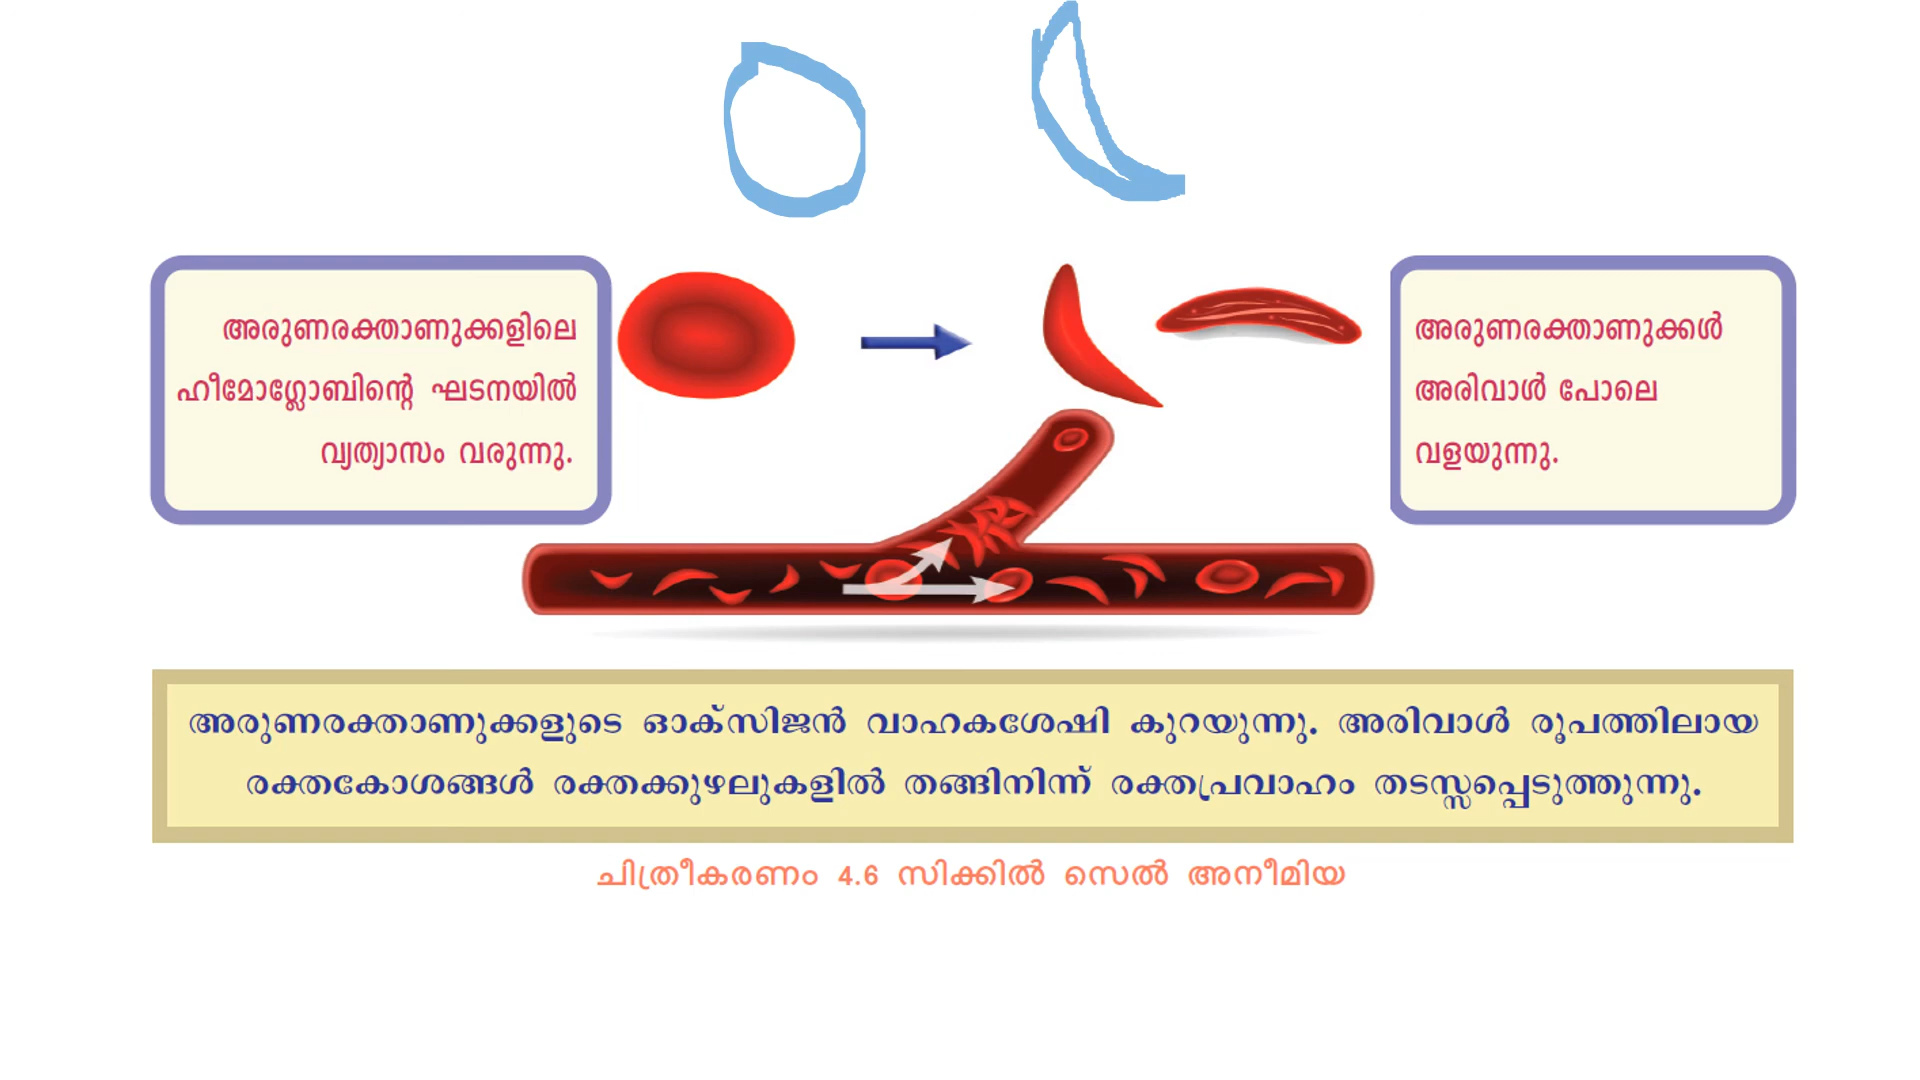 അരുണരക്താണുക്കളിലെ
ഹീമോഗ്ലോബിന്റെ ഘടനയിൽ
വ്യത്യാസം വരുന്നു.
അരുണരക്താണുക്കൾ
അരിവാൾ പോലെ
വളയുന്നു.
അരുണരക്താണുക്കളുടെ ഓക്സിജൻ വാഹകശേഷി കുറയുന്നു. അരിവാൾ രൂപത്തിലായ
രക്തകോശങ്ങൾ രക്തക്കുഴലുകളിൽ തങ്ങിനിന്ന് രക്തപ്രവാഹം തടസ്സപ്പെടുത്തുന്നു.
ചിത്രീകരണം 4.6 സിക്കിൽ സെൽ അനീമിയ